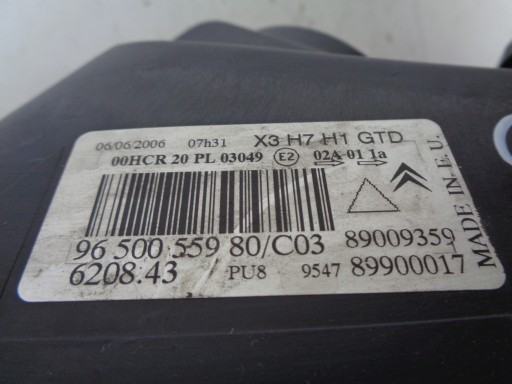 06/06/2006 07h31 X3 H7 H1 GTD
00HCR 20 PL 03049 E2 02A 01 1a
96 500 559 80/C03 89009359
6208.43 PU8 9547 89900017
MADE IN E.U.